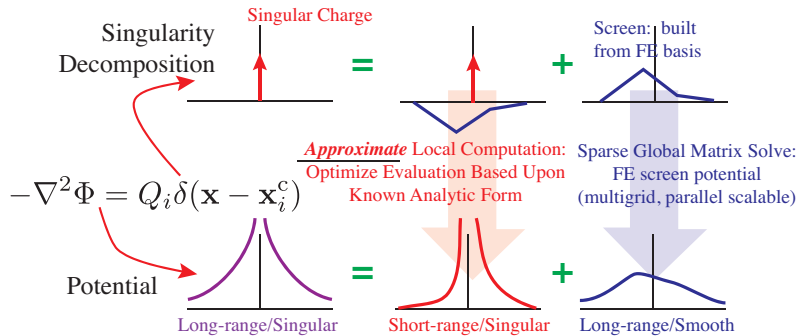 Singular Charge
Singularity
Decomposition
=
+
Screen: built
from FE basis
Approximate Local Computation:
Optimize Evaluation Based Upon
Known Analytic Form
Sparse Global Matrix Solve:
FE screen potential
(multigrid, parallel scalable)
−∇²Φ = Qᵢδ(𝐱 − 𝐱ᵢᶜ)
Potential
=
+
Long-range/Singular
Short-range/Singular
Long-range/Smooth